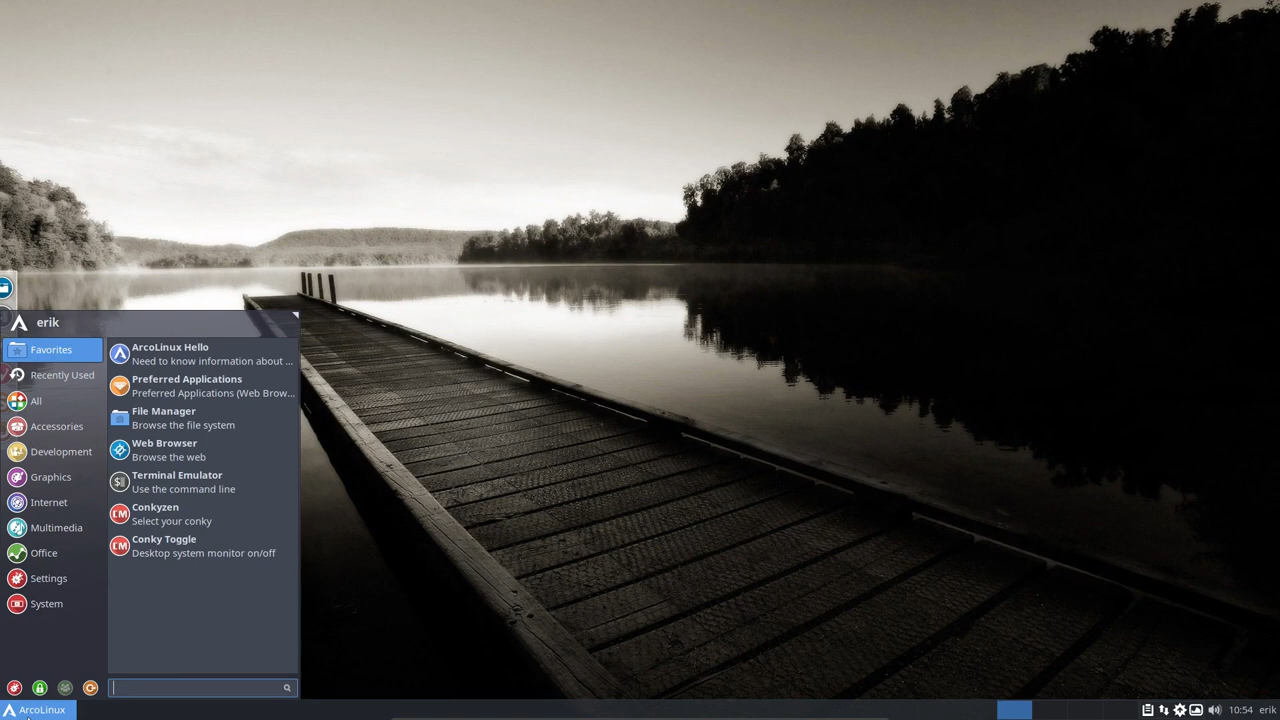 erik
Favorites
Recently Used
All
Accessories
Development
Graphics
Internet
Multimedia
Office
Settings
System
ArcoLinux Hello
Need to know information about ...
Preferred Applications
Preferred Applications (Web Brow...
File Manager
Browse the file system
Web Browser
Browse the web
Terminal Emulator
Use the command line
Conkyzen
Select your conky
Conky Toggle
Desktop system monitor on/off
ArcoLinux
10:54 erik